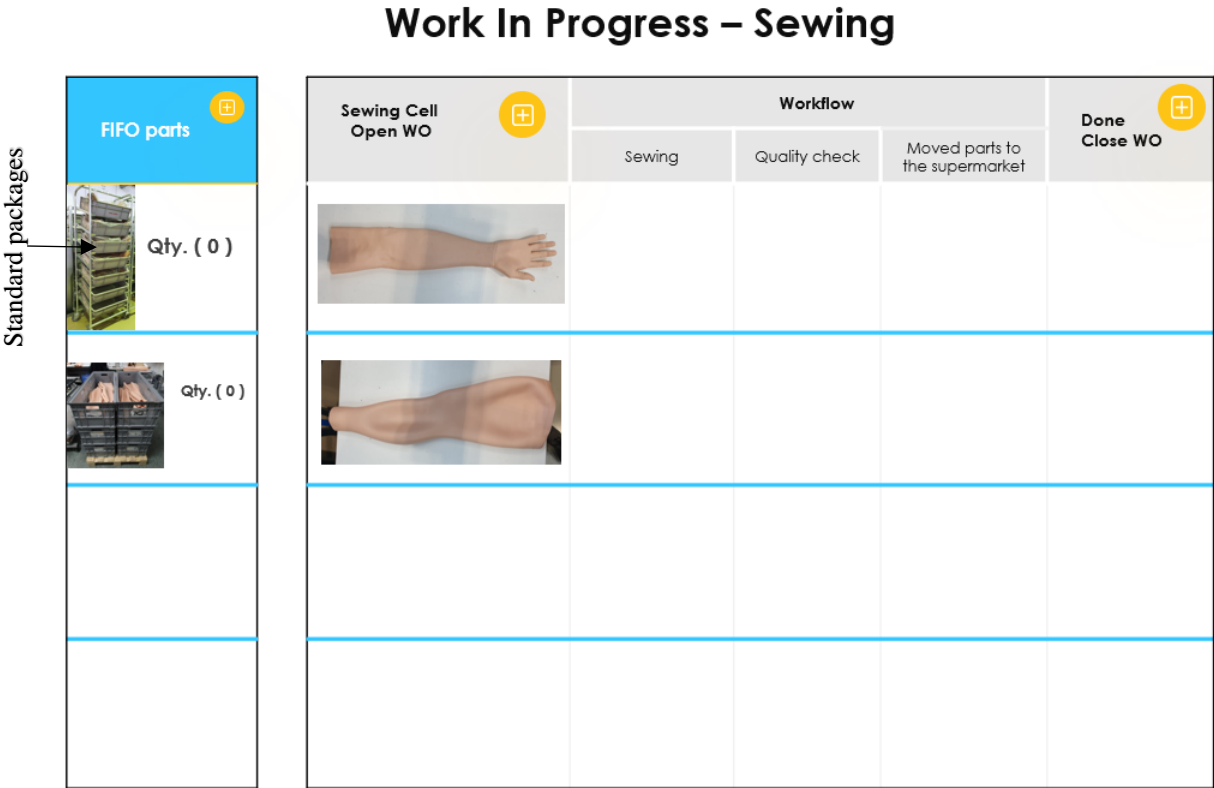 Work In Progress – Sewing
FIFO parts
Sewing Cell
Open WO
Workflow
Done
Close WO
Sewing
Quality check
Moved parts to
the supermarket
Standard packages
Qty. ( 0 )
Qty. ( 0 )